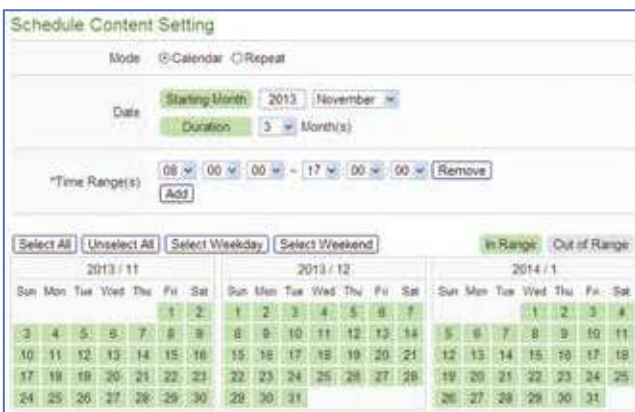 Schedule Content Setting
Mode Calendar Repeat
Date Starting Month 2013 November
Duration 3 Month(s)
*Time Range(s) 08 : 00 : 00 ~ 17 : 00 : 00 Remove
Add
Select All Unselect All Select Weekday Select Weekend In Range Out of Range
2013 / 11 2013 / 12 2014 / 1
Sun Mon Tue Wed Thu Fri Sat Sun Mon Tue Wed Thu Fri Sat Sun Mon Tue Wed Thu Fri Sat
1 2 1 2 3 4 5 6 7 1 2 3 4
3 4 5 6 7 8 9 8 9 10 11 12 13 14 5 6 7 8 9 10 11
10 11 12 13 14 15 16 15 16 17 18 19 20 21 12 13 14 15 16 17 18
17 18 19 20 21 22 23 22 23 24 25 26 27 28 19 20 21 22 23 24 25
24 25 26 27 28 29 30 29 30 31 26 27 28 29 30 31